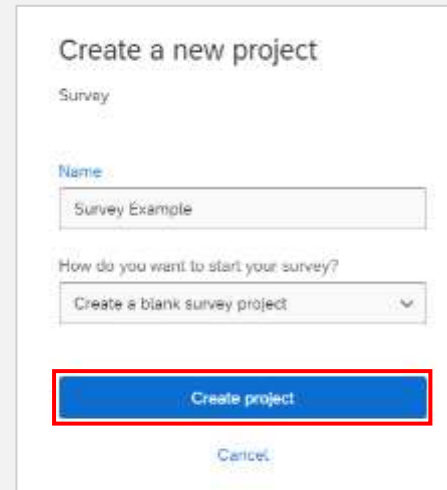 Create a new project
Survey
Name
Survey Example
How do you want to start your survey?
Create a blank survey project
Create project
Cancel